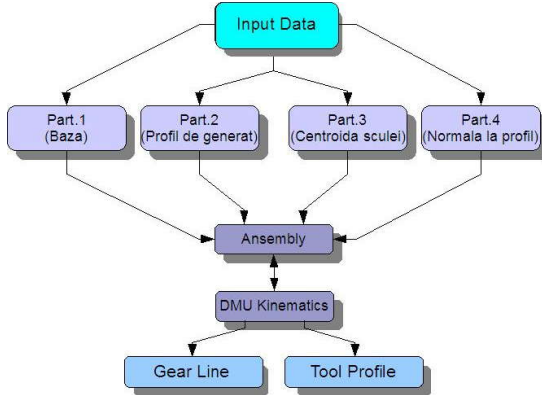 Input Data
Part.1
(Baza)
Part.2
(Profil de generat)
Part.3
(Centroida sculei)
Part.4
(Normala la profil)
Ansembly
DMU Kinematics
Gear Line
Tool Profile